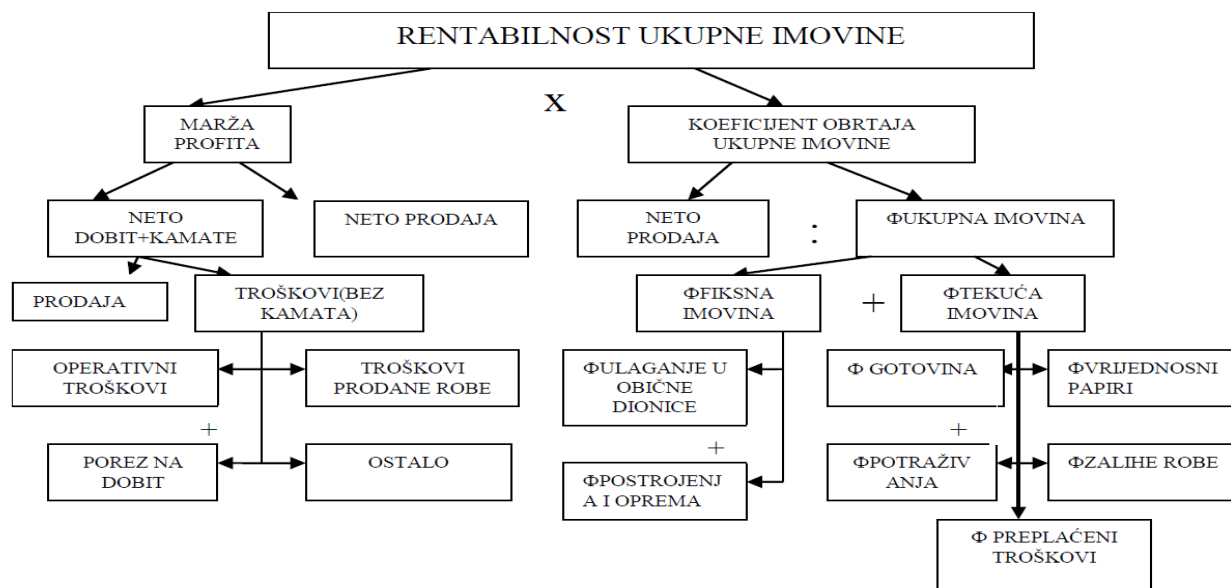 RENTABILNOST UKUPNE IMOVINE
X
MARŽA
PROFITA
KOEFICIJENT OBRTAJA
UKUPNE IMOVINE
NETO
DOBIT+KAMATE
NETO PRODAJA
NETO
PRODAJA
:
ΦUKUPNA IMOVINA
PRODAJA
TROŠKOVI(BEZ
KAMATA)
ΦFIKSNA
IMOVINA
+
ΦTEKUĆA
IMOVINA
OPERATIVNI
TROŠKOVI
TROŠKOVI
PRODANE ROBE
ΦULAGANJE U
OBIČNE
DIONICE
Φ GOTOVINA
ΦVRIJEDNOSNI
PAPIRI
+
+
+
POREZ NA
DOBIT
OSTALO
ΦPOSTROJENJ
A I OPREMA
ΦPOTRAŽIV
ANJA
ΦZALIHE ROBE
Φ PREPLAĆENI
TROŠKOVI